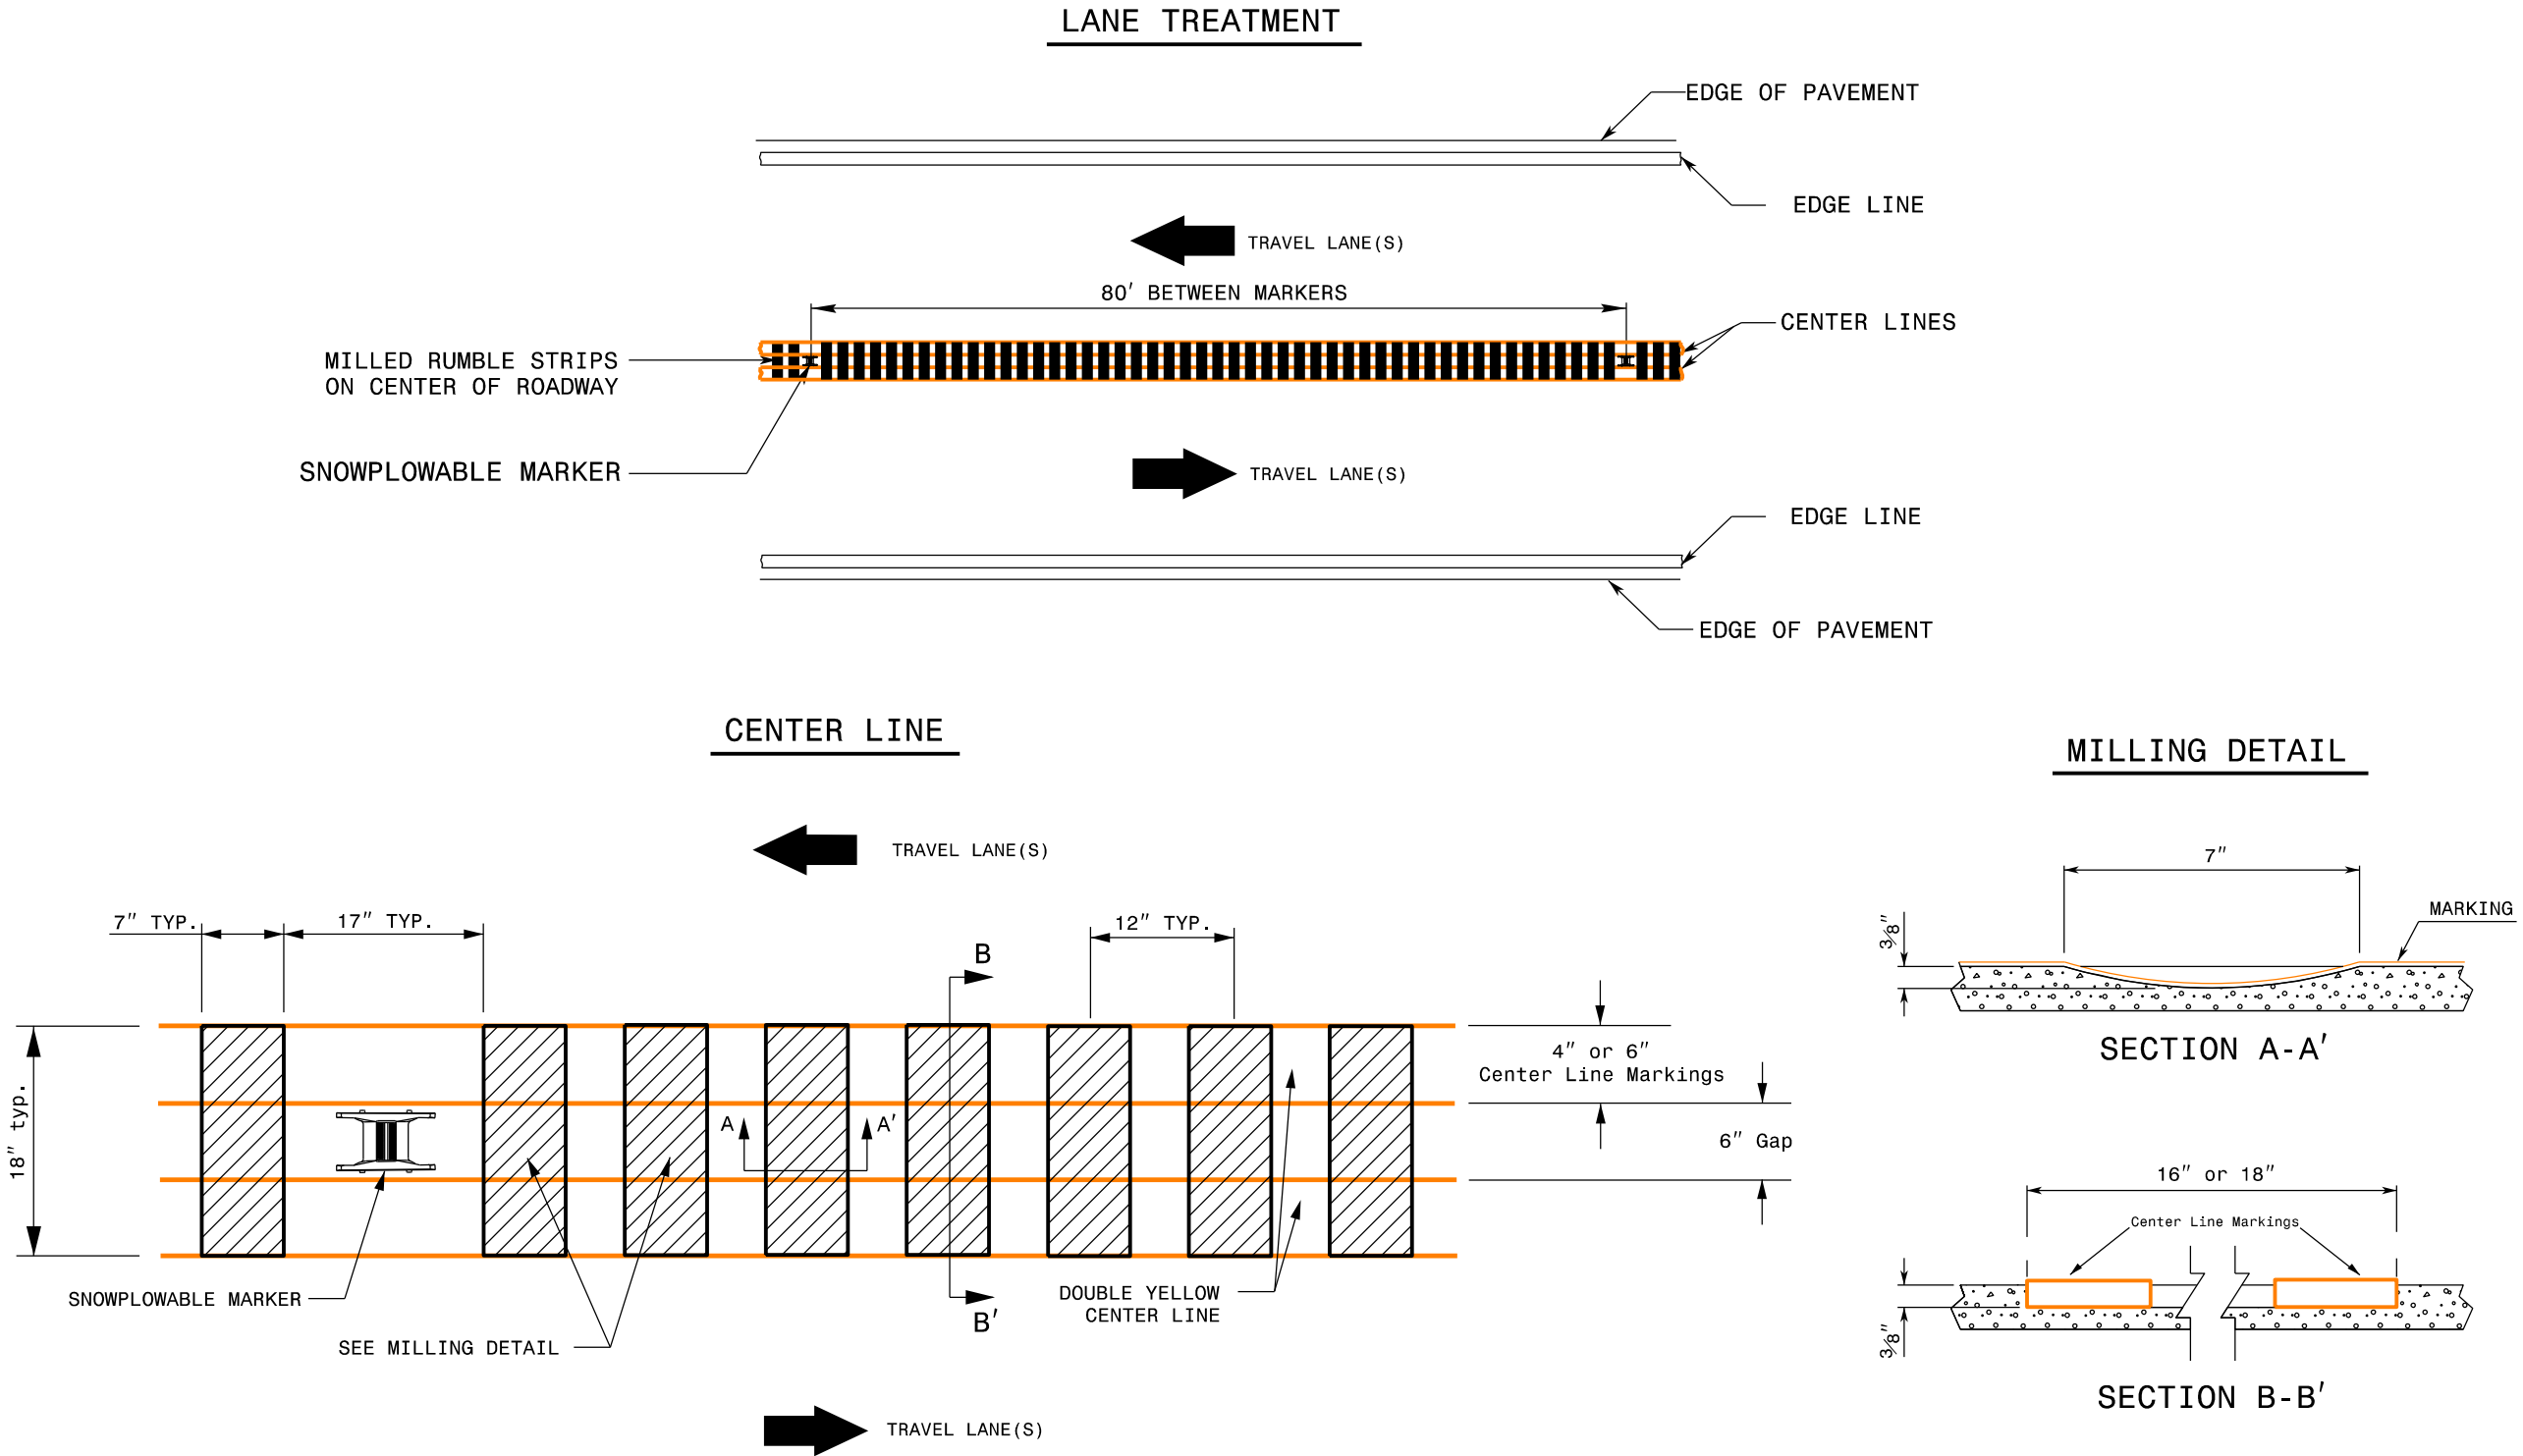 LANE TREATMENT
EDGE OF PAVEMENT
EDGE LINE
TRAVEL LANE(S)
80' BETWEEN MARKERS
CENTER LINES
MILLED RUMBLE STRIPS
ON CENTER OF ROADWAY
SNOWPLOWABLE MARKER
TRAVEL LANE(S)
EDGE LINE
EDGE OF PAVEMENT
CENTER LINE
TRAVEL LANE(S)
7" TYP.
17" TYP.
12" TYP.
B
18" typ.
A
A'
4" or 6"
Center Line Markings
6" Gap
SNOWPLOWABLE MARKER
SEE MILLING DETAIL
B'
DOUBLE YELLOW
CENTER LINE
TRAVEL LANE(S)
MILLING DETAIL
7"
3/8"
MARKING
SECTION A-A'
16" or 18"
Center Line Markings
3/8"
SECTION B-B'